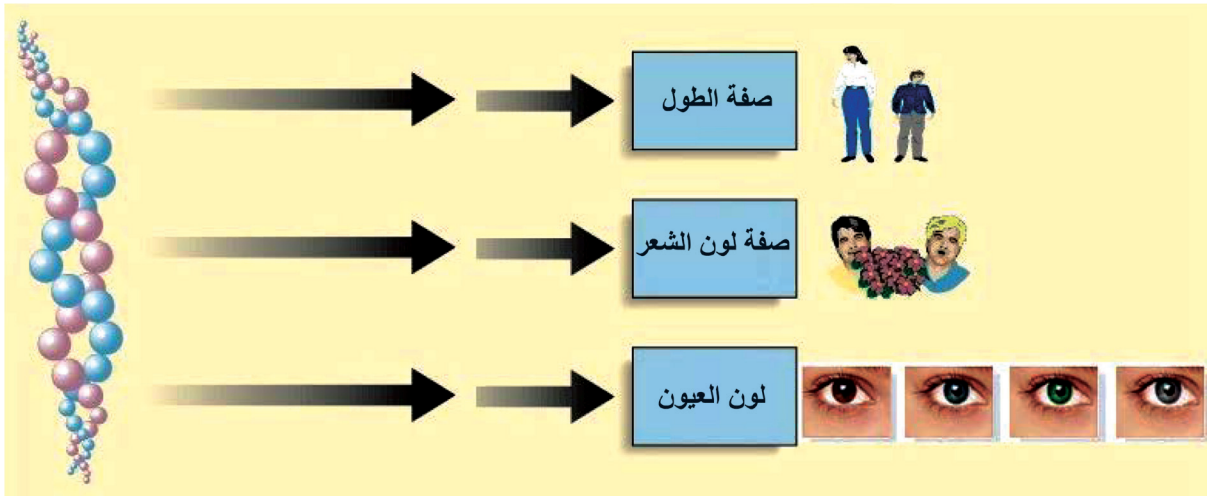 صفة الطول
صفة لون الشعر
لون العيون